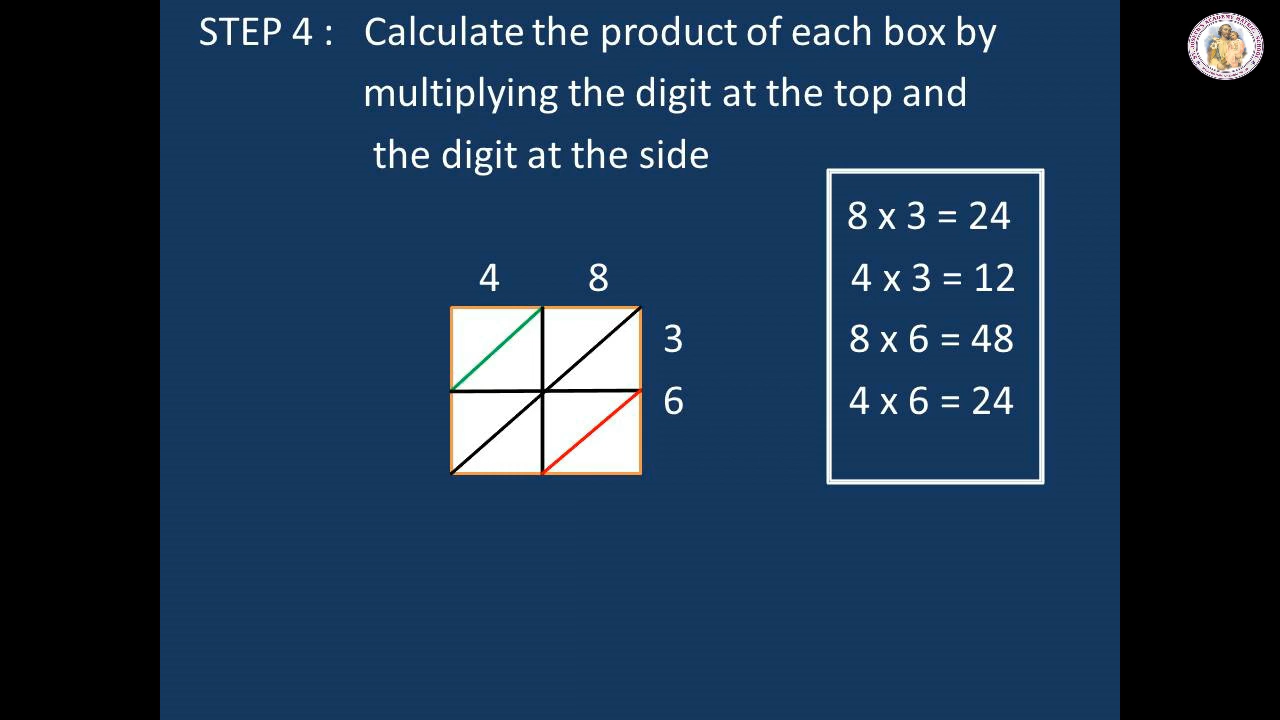 STEP 4 : Calculate the product of each box by
multiplying the digit at the top and
the digit at the side
8 x 3 = 24
4 x 3 = 12
8 x 6 = 48
4 x 6 = 24
4 8
3
6